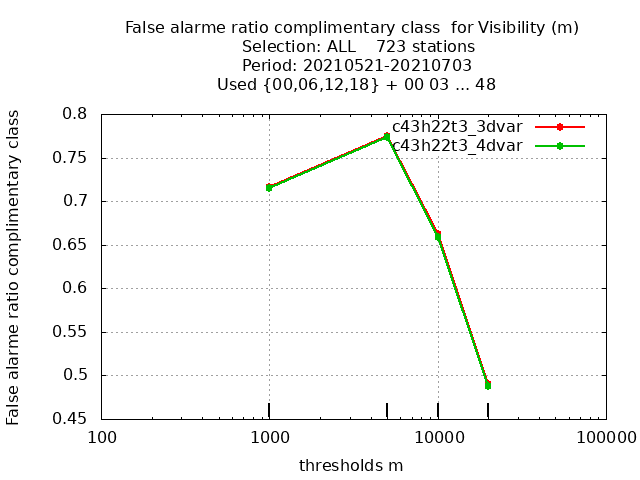 False alarme ratio complimentary class  for Visibility (m)
Selection: ALL    723 stations
Period: 20210521-20210703
Used {00,06,12,18} + 00 03 ... 48
False alarme ratio complimentary class
0.8
0.75
0.7
0.65
0.6
0.55
0.5
0.45
c43h22t3_3dvar
c43h22t3_4dvar
100
1000
10000
100000
thresholds m